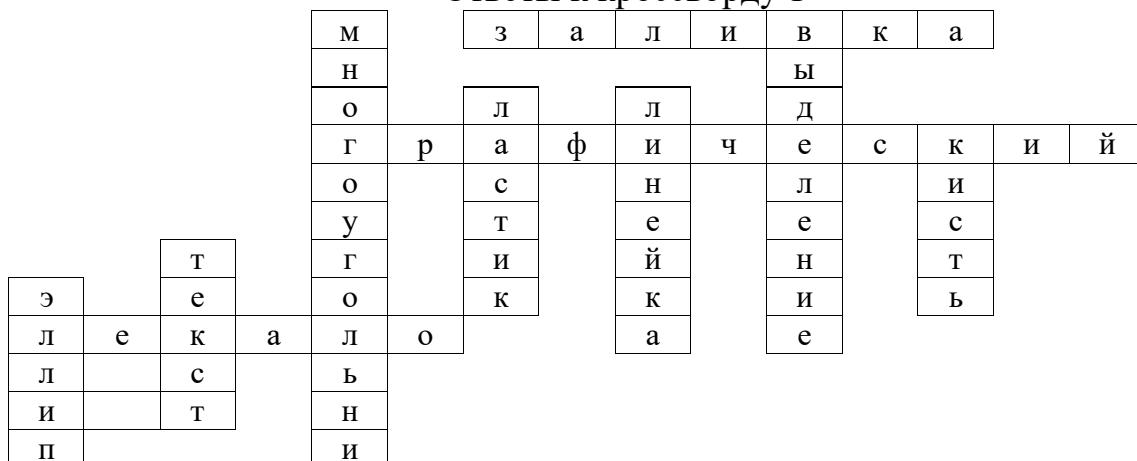 м з а л и в к а
н ы
о л л д
г р а ф и ч е с к и й
о с н л и
у т е е с
т г и й н т
э е о к к и ь
л е к а л о а е
л с ь
и т н
п и